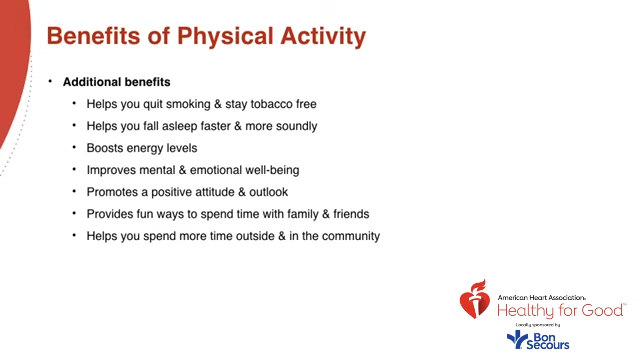 Benefits of Physical Activity
• Additional benefits
• Helps you quit smoking & stay tobacco free
• Helps you fall asleep faster & more soundly
• Boosts energy levels
• Improves mental & emotional well-being
• Promotes a positive attitude & outlook
• Provides fun ways to spend time with family & friends
• Helps you spend more time outside & in the community
American Heart Association®
Healthy for Good™
Locally sponsored by
Bon
Secours